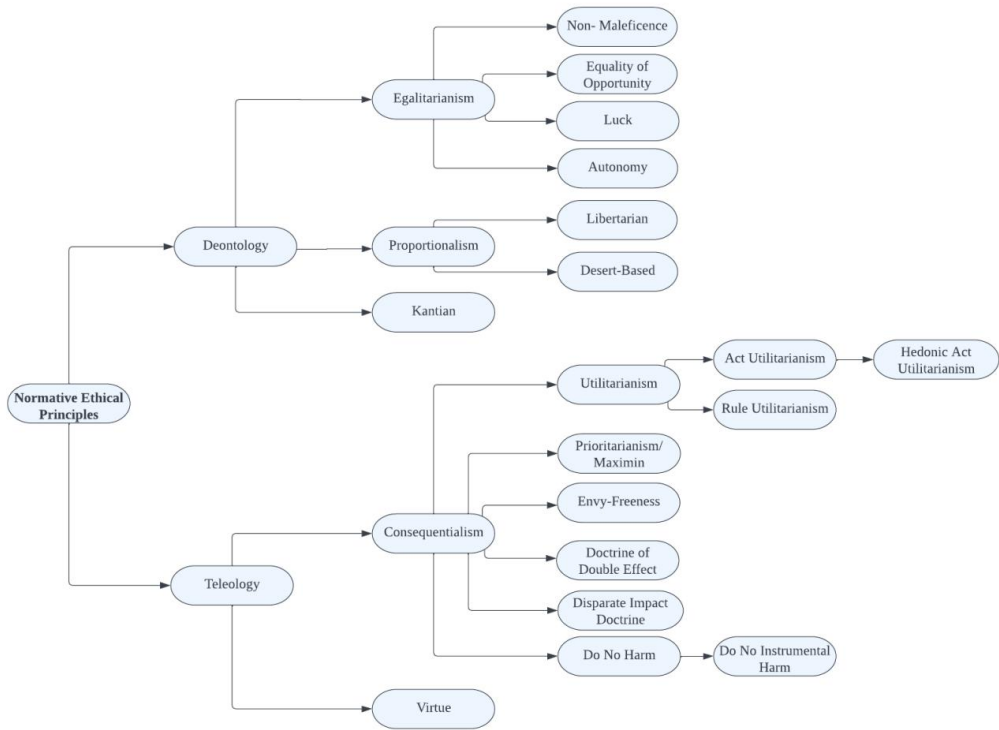 Non- Maleficence
Equality of
Opportunity
Egalitarianism
Luck
Autonomy
Libertarian
Deontology
Proportionalism
Desert-Based
Kantian
Act Utilitarianism
Hedonic Act
Utilitarianism
Utilitarianism
Normative Ethical
Principles
Rule Utilitarianism
Prioritarianism/
Maximin
Envy-Freeness
Consequentialism
Doctrine of
Double Effect
Teleology
Disparate Impact
Doctrine
Do No Harm
Do No Instrumental
Harm
Virtue